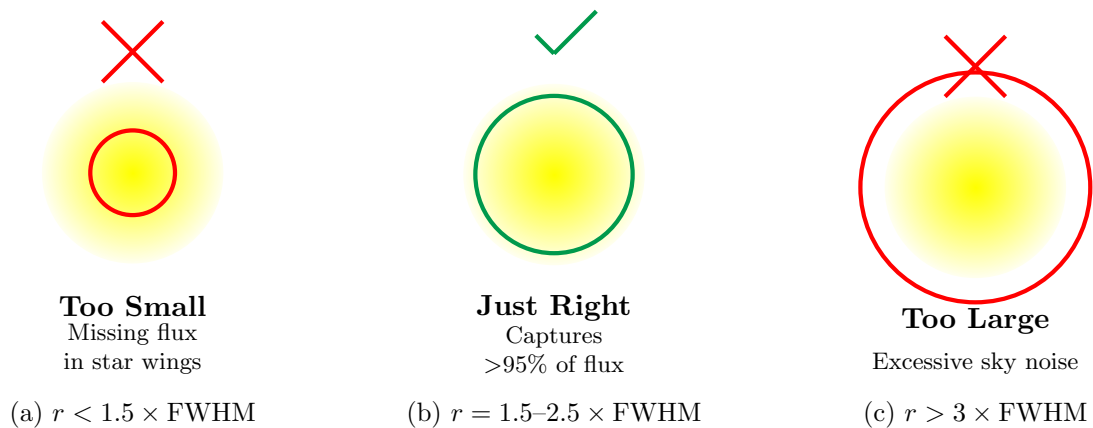 Too Small
Missing flux
in star wings
(a) r < 1.5 × FWHM
Just Right
Captures
>95% of flux
(b) r = 1.5–2.5 × FWHM
Too Large
Excessive sky noise
(c) r > 3 × FWHM